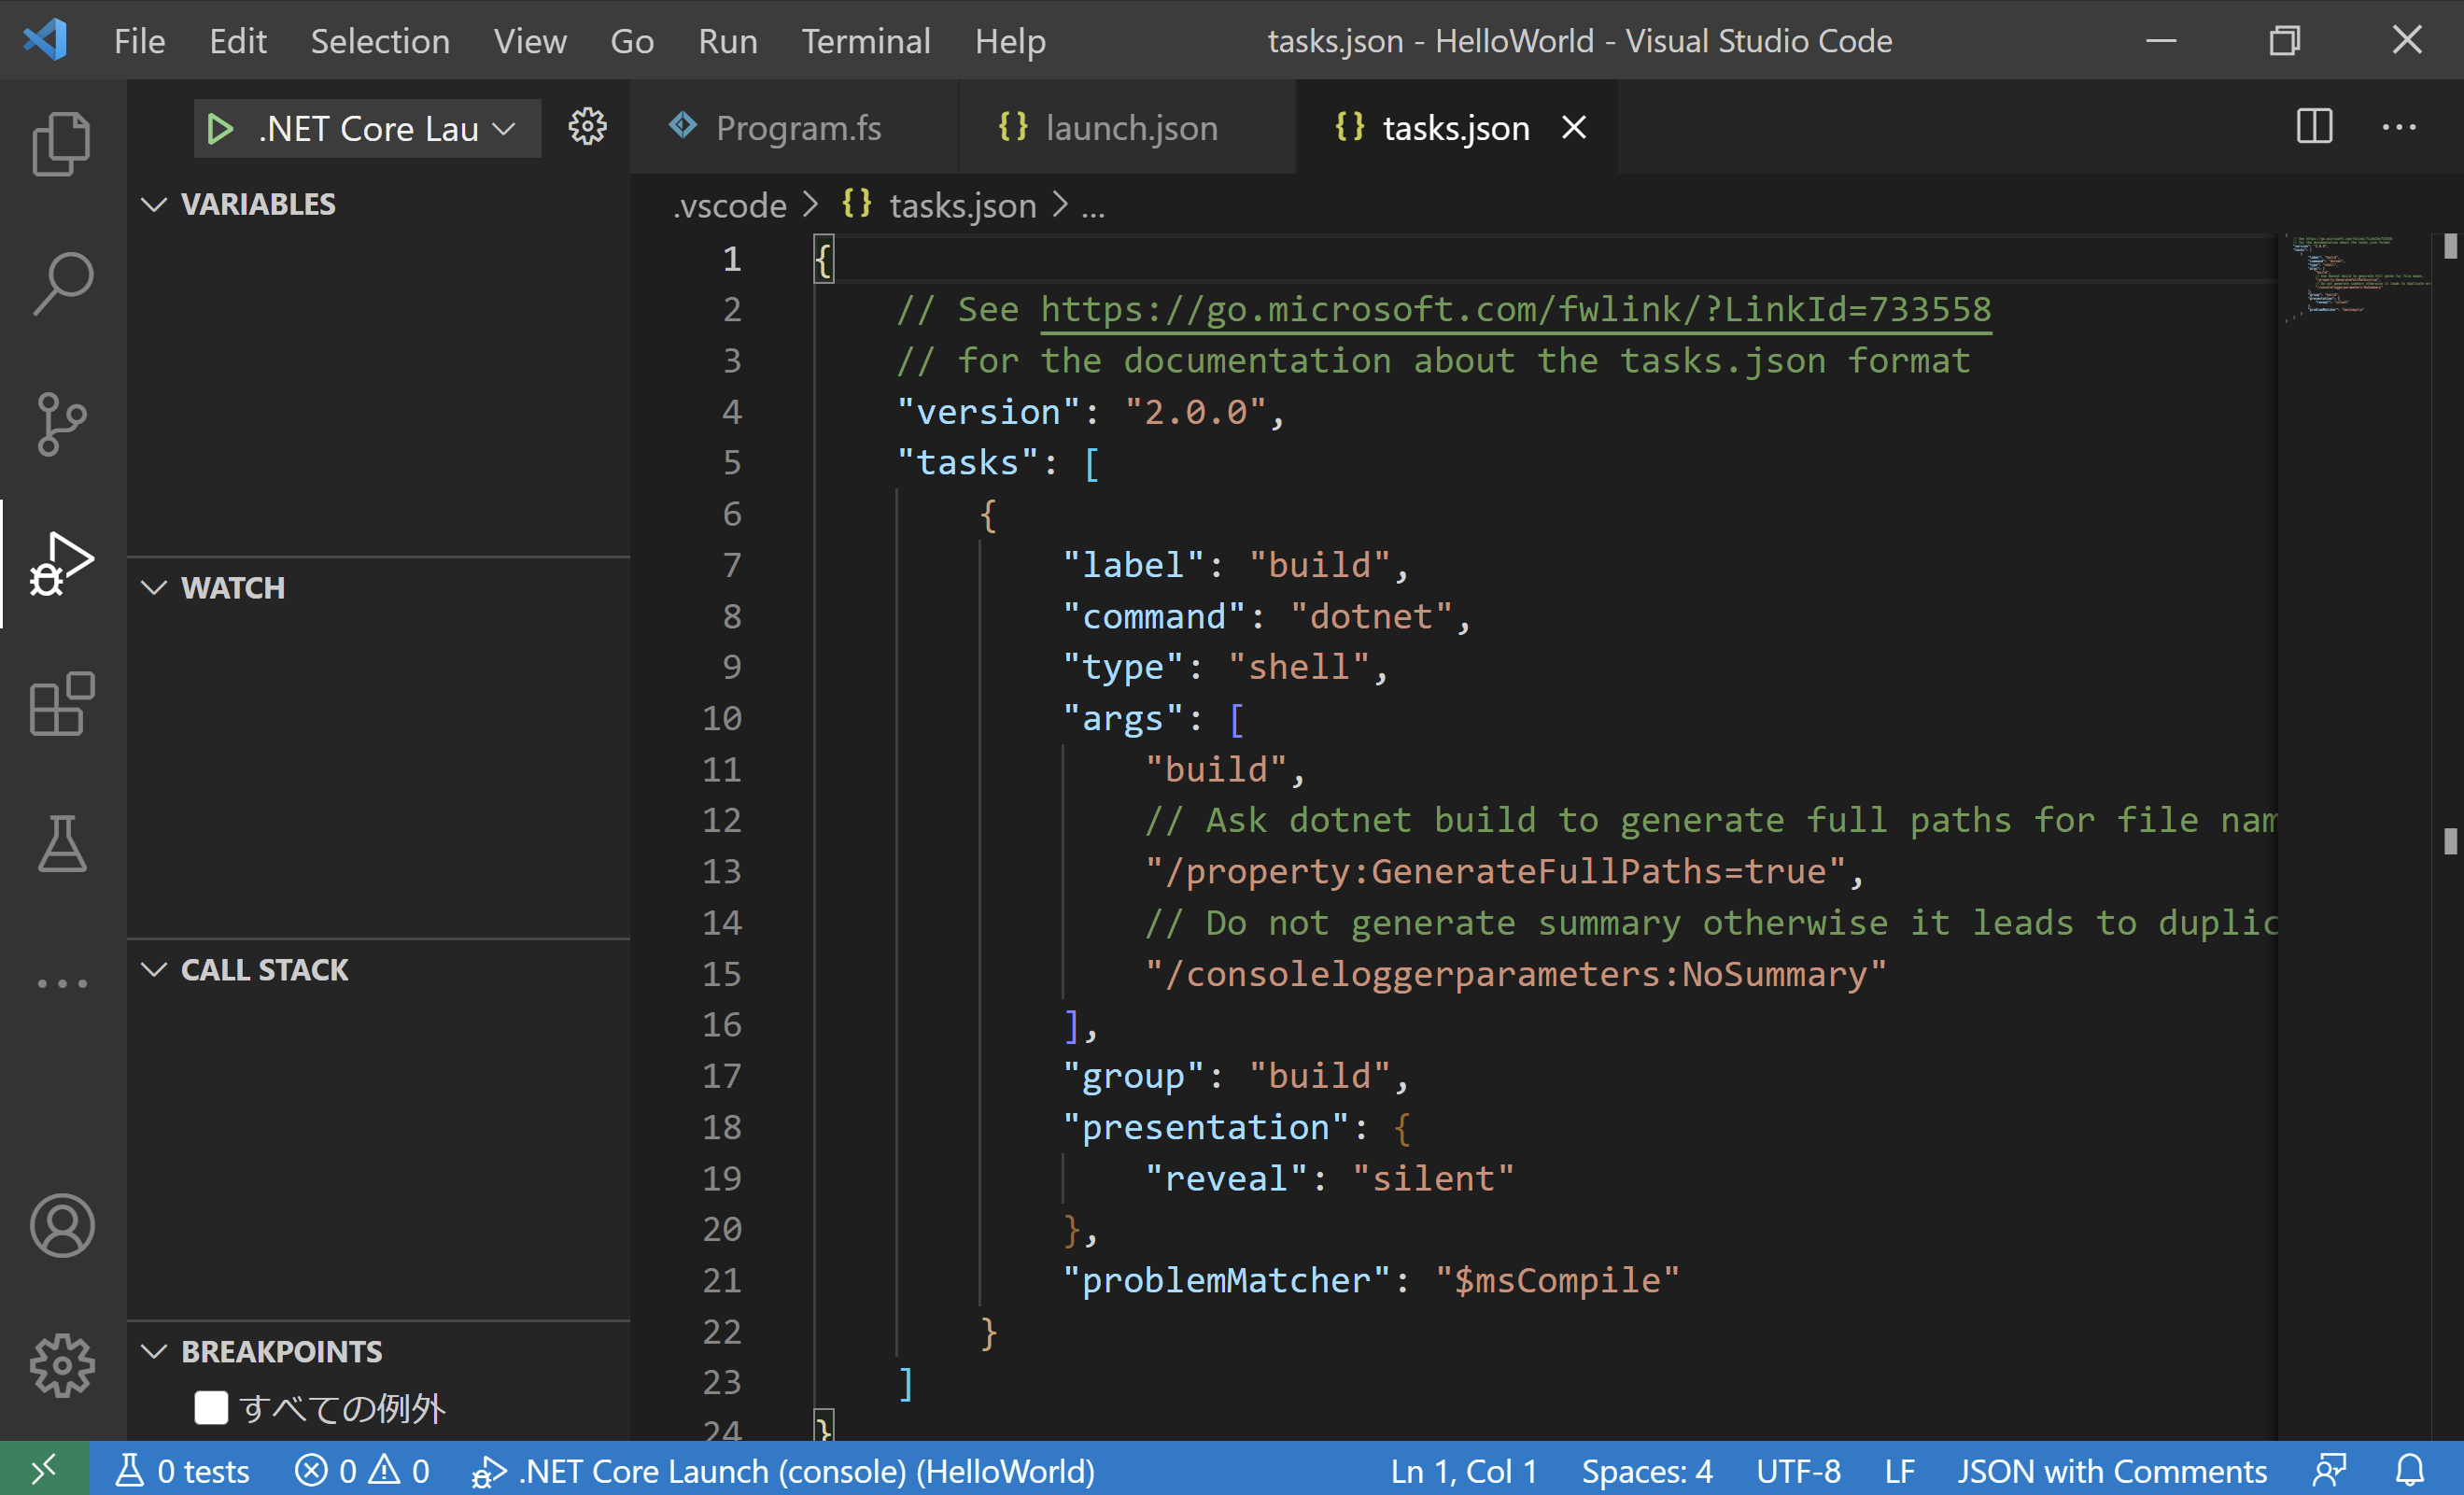 File Edit Selection View Go Run Terminal Help tasks.json - HelloWorld - Visual Studio Code
.NET Core Lau
Program.fs {} launch.json {} tasks.json
VARIABLES
WATCH
CALL STACK
BREAKPOINTS
すべての例外
.vscode > {} tasks.json > ...
1 {
2 // See https://go.microsoft.com/fwlink/?LinkId=733558
3 // for the documentation about the tasks.json format
4 "version": "2.0.0",
5 "tasks": [
6 {
7 "label": "build",
8 "command": "dotnet",
9 "type": "shell",
10 "args": [
11 "build",
12 // Ask dotnet build to generate full paths for file nam
13 "/property:GenerateFullPaths=true",
14 // Do not generate summary otherwise it leads to duplic
15 "/consoleloggerparameters:NoSummary"
16 ],
17 "group": "build",
18 "presentation": {
19 "reveal": "silent"
20 },
21 "problemMatcher": "$msCompile"
22 }
23 ]
24 }
0 tests 0 0 .NET Core Launch (console) (HelloWorld) Ln 1, Col 1 Spaces: 4 UTF-8 LF JSON with Comments